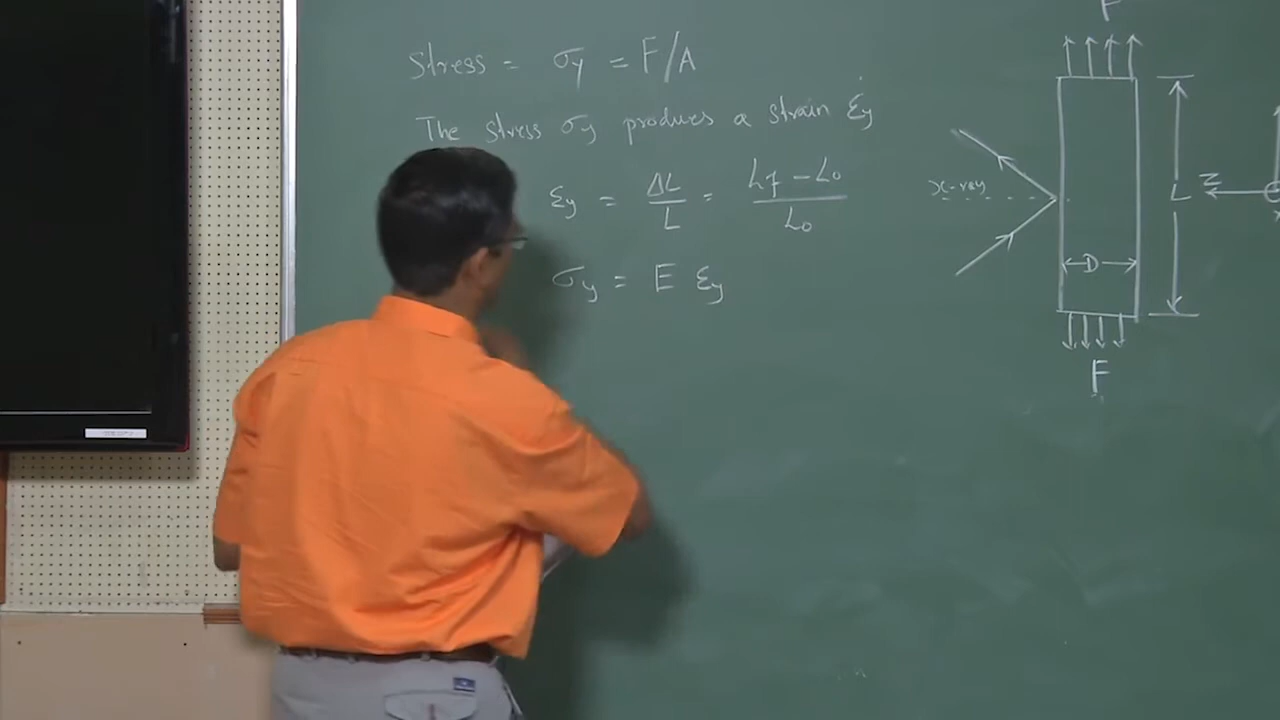 Stress = σy = F/A
The stress σy produces a strain εy
εy = ΔL/L = Lf - L0/L0
σy = E εy
F
X-ray
L
Z
D
F